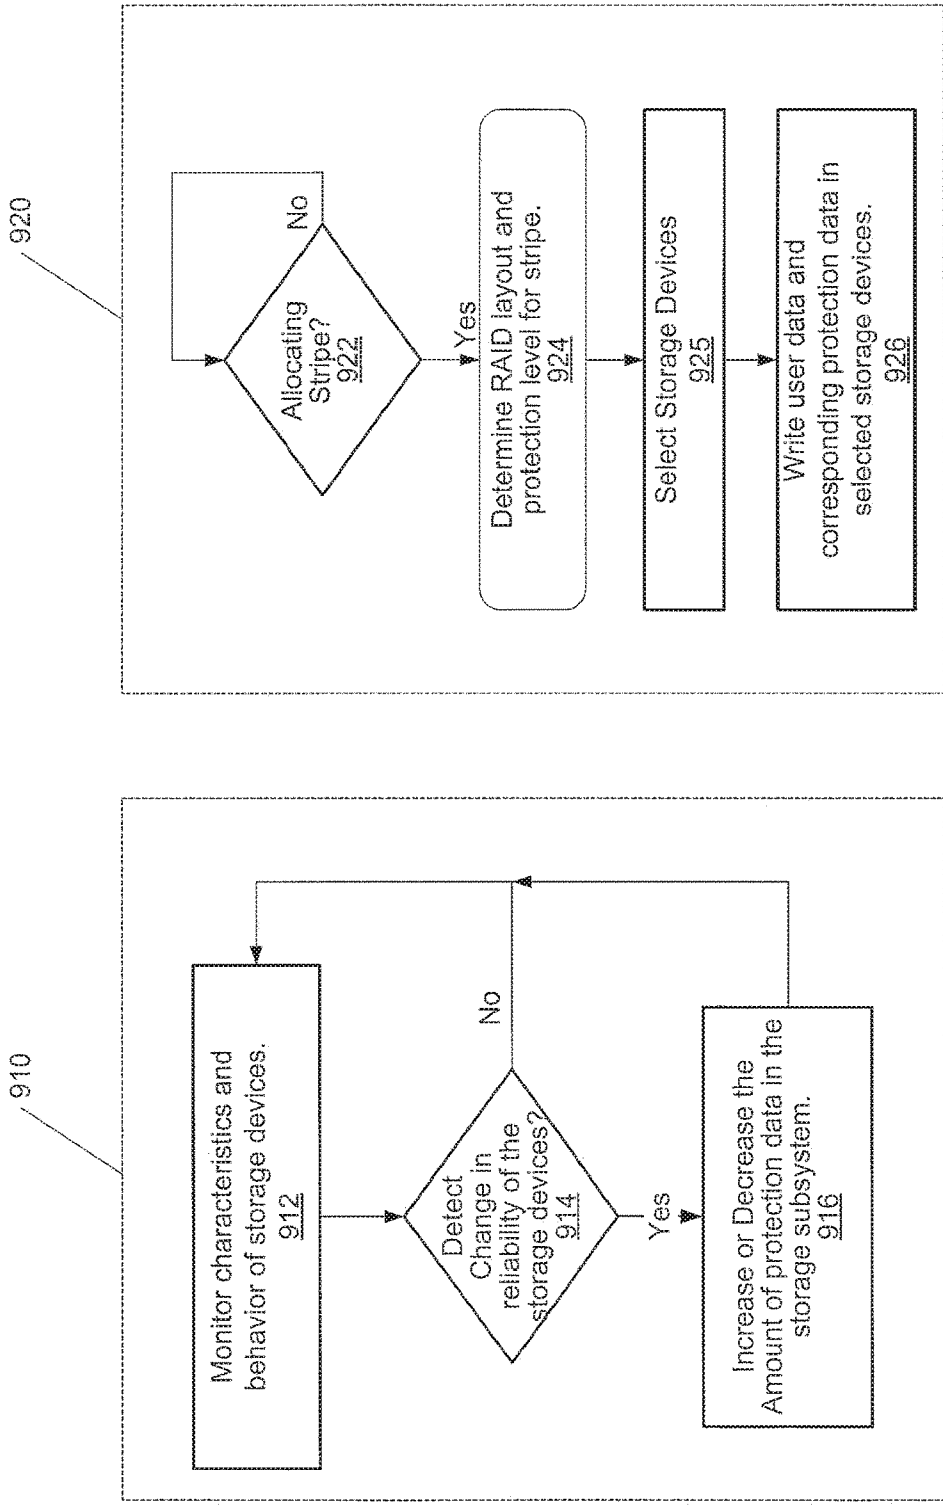 910
Monitor characteristics and
behavior of storage devices.
912
Detect
Change in
reliability of the
storage devices?
914
No
Yes
Increase or Decrease the
Amount of protection data in the
storage subsystem.
916
920
Allocating
Stripe?
922
No
Yes
Determine RAID layout and
protection level for stripe.
924
Select Storage Devices
925
Write user data and
corresponding protection data in
selected storage devices.
926